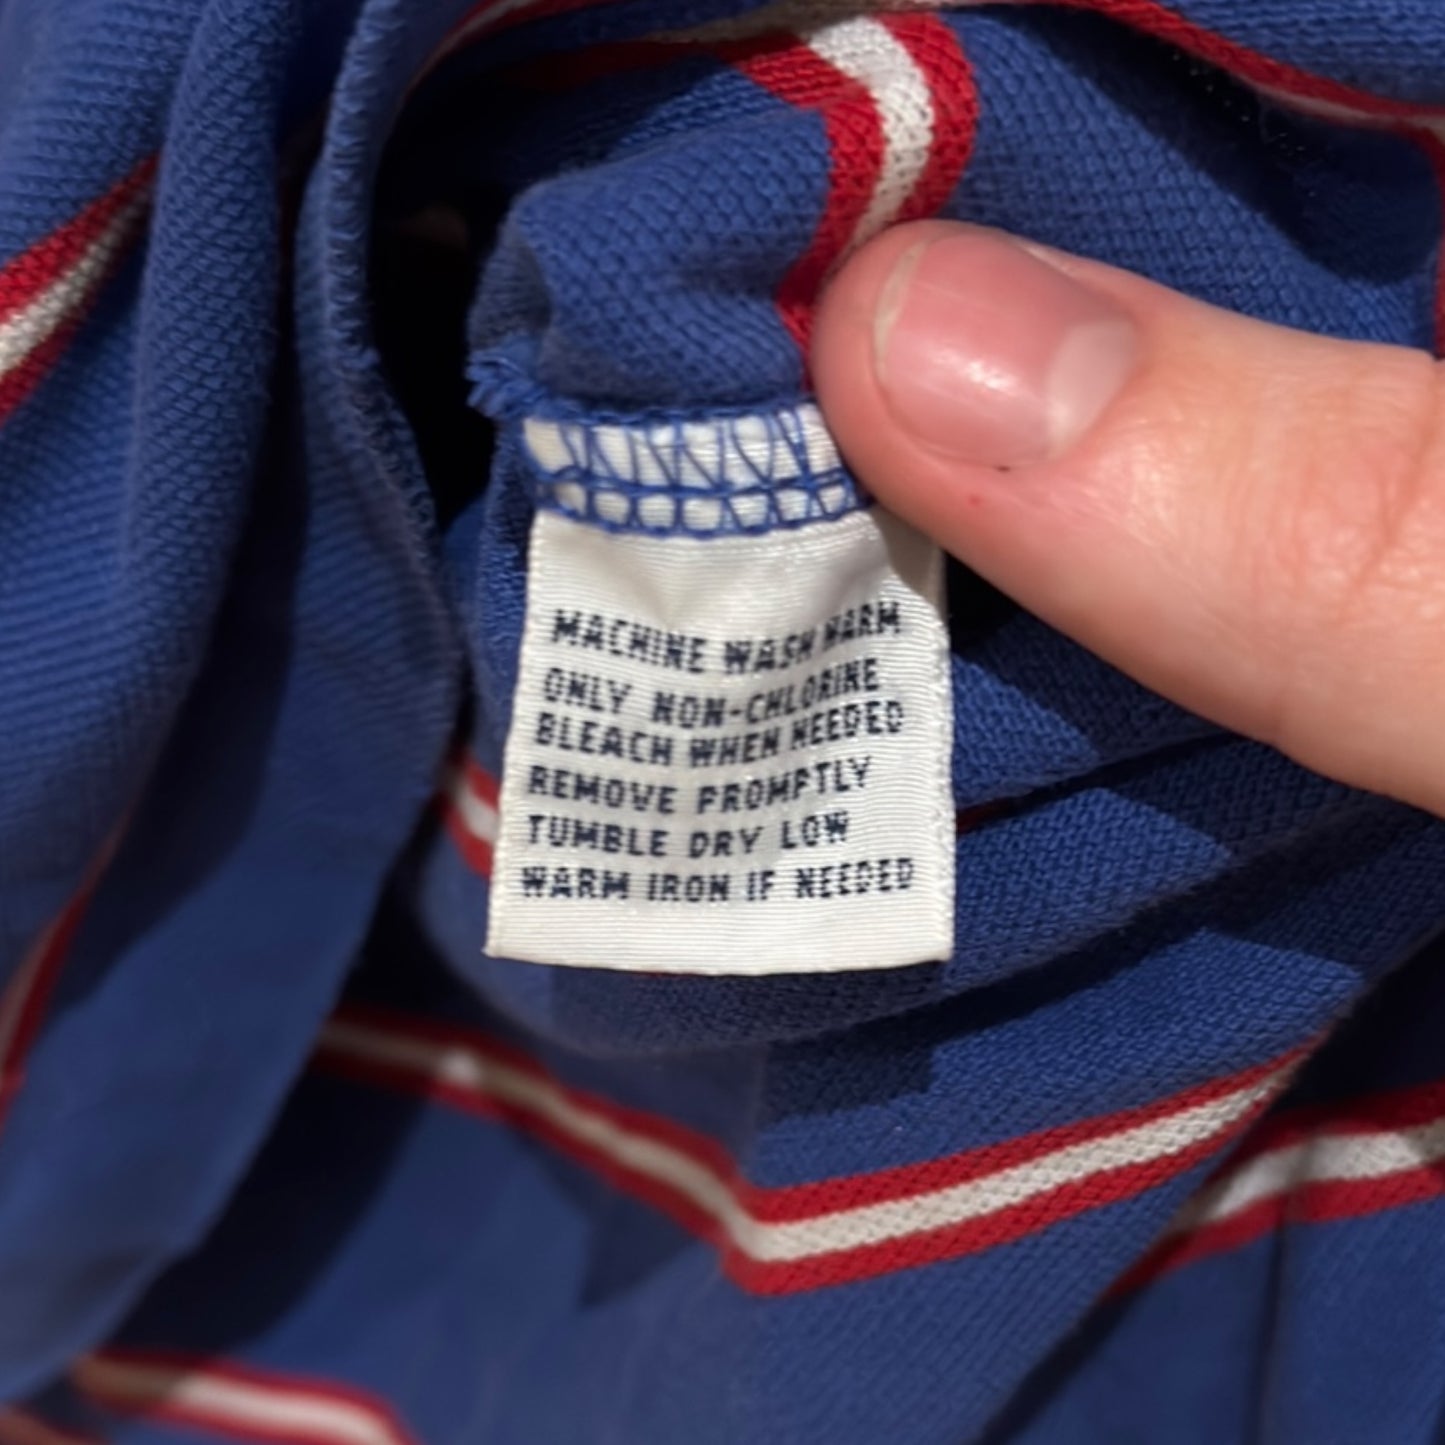 MACHINE WASH WARM
ONLY NON-CHLORINE
BLEACH WHEN NEEDED
REMOVE PROMPTLY
TUMBLE DRY LOW
WARM IRON IF NEEDED